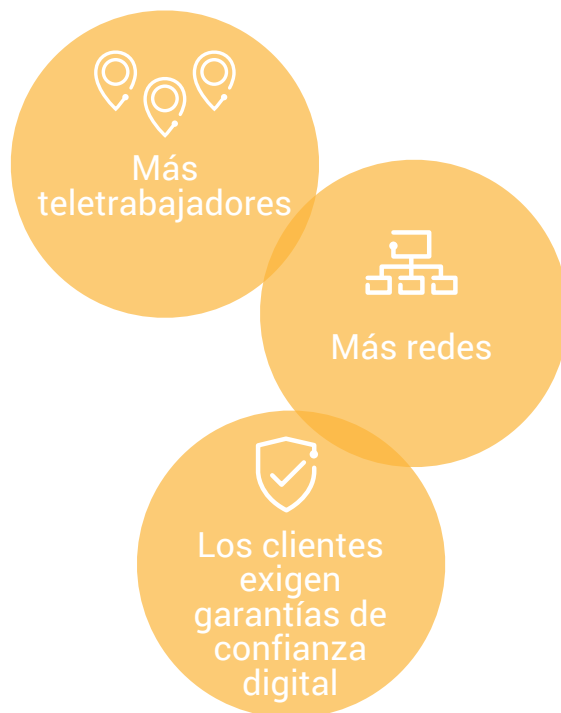 Más
teletrabajadores
Más redes
Los clientes
exigen
garantías de
confianza
digital